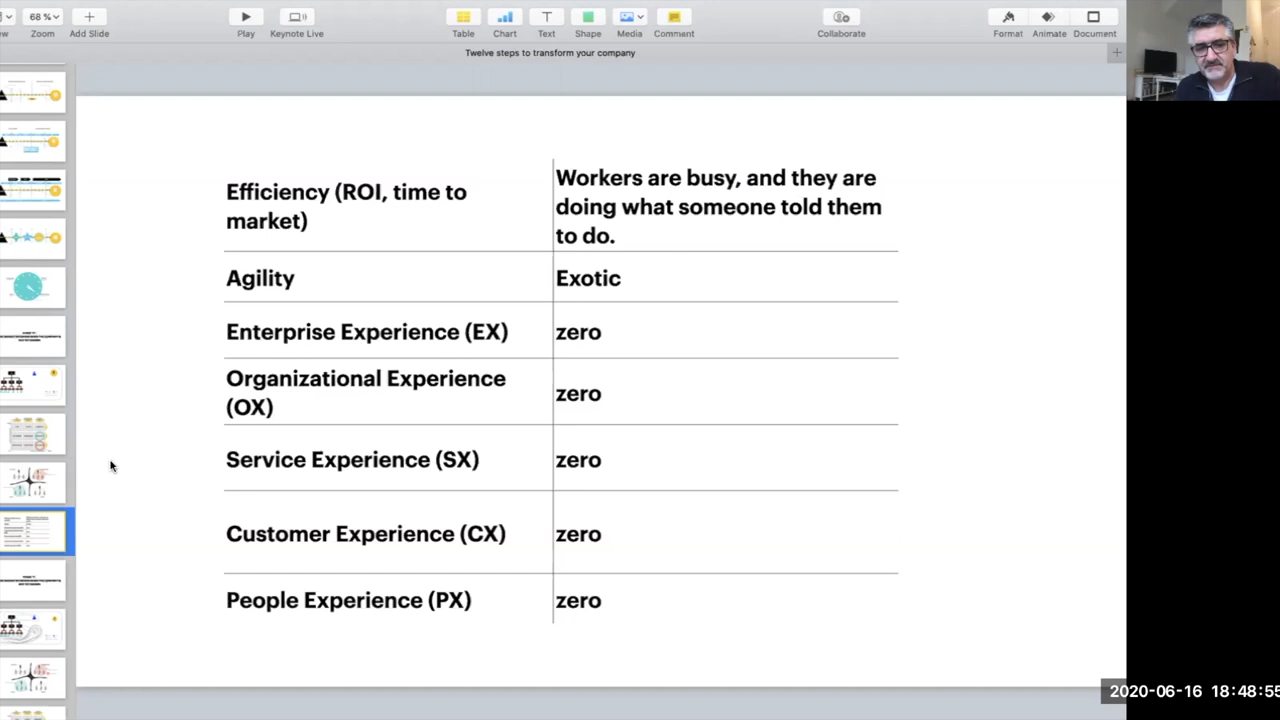 68 %
Zoom
Add Slide
Play
Keynote Live
Table
Chart
Text
Shape
Media
Comment
Collaborate
Format
Animate
Document
Twelve steps to transform your company
Efficiency (ROI, time to
market)
Workers are busy, and they are
doing what someone told them
to do.
Agility
Exotic
Enterprise Experience (EX)
zero
Organizational Experience
(OX)
zero
Service Experience (SX)
zero
Customer Experience (CX)
zero
People Experience (PX)
zero
2020-06-16 18:48:55